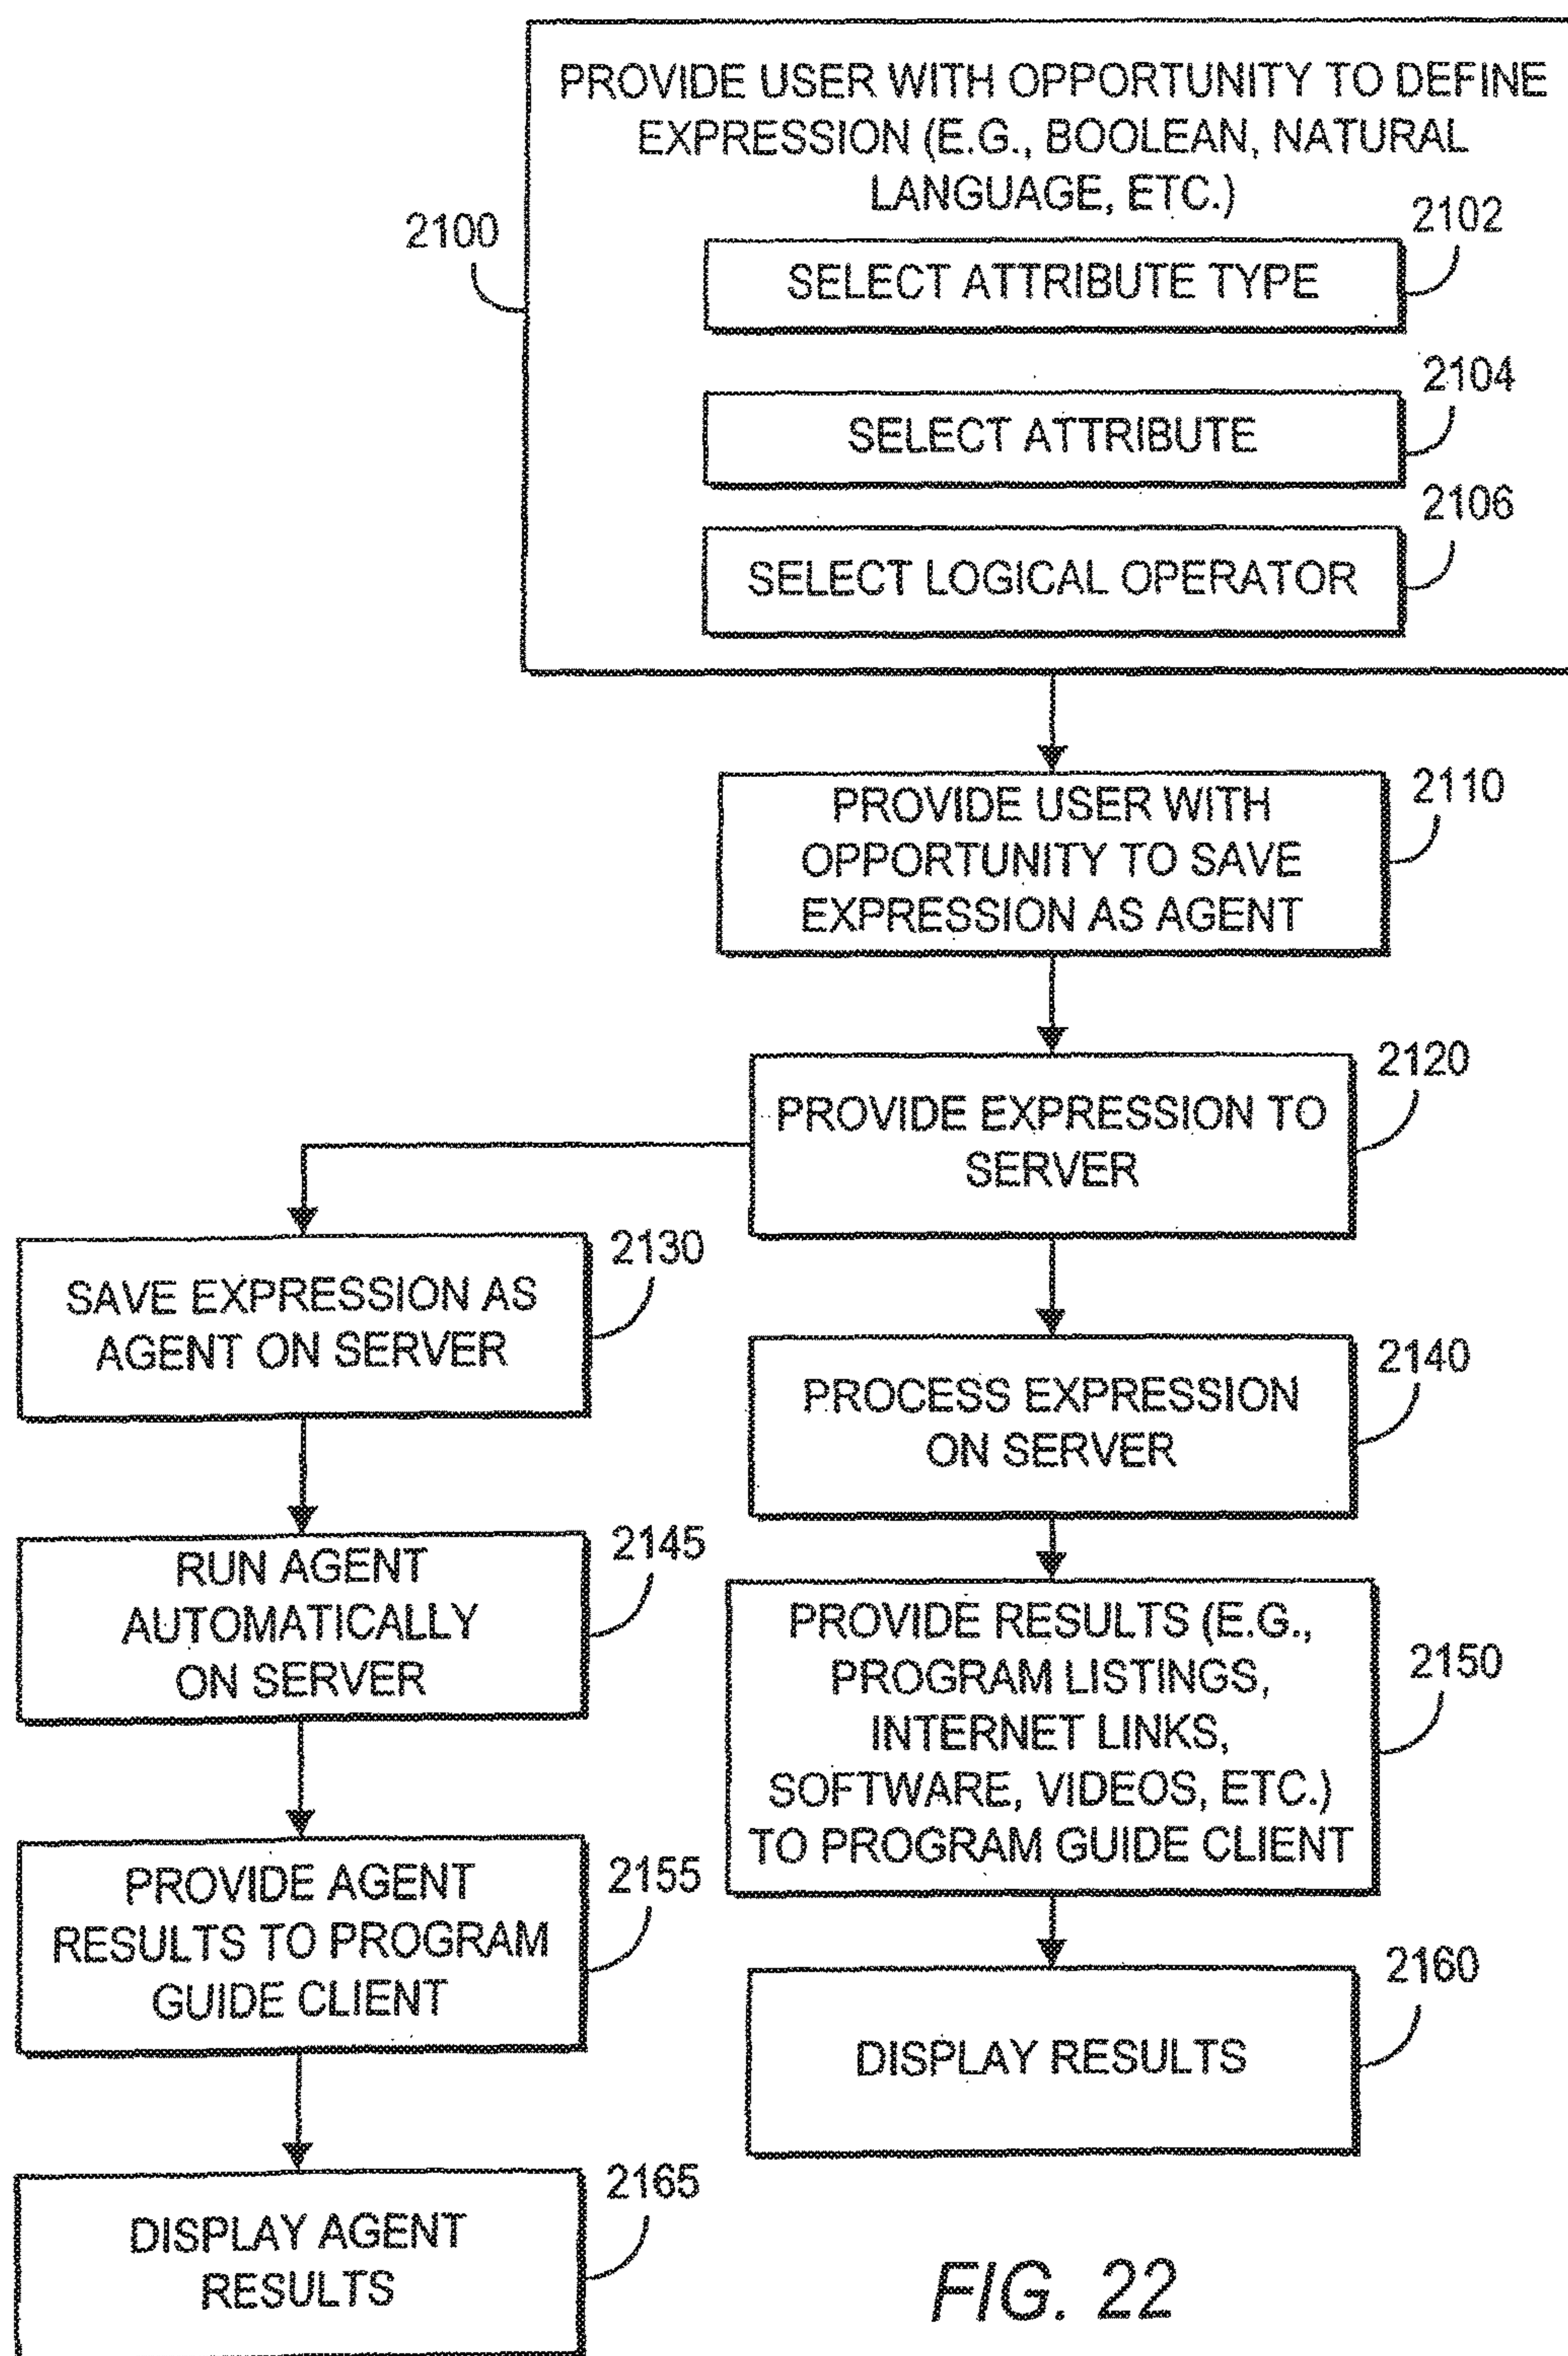 PROVIDE USER WITH OPPORTUNITY TO DEFINE
EXPRESSION (E.G., BOOLEAN, NATURAL
LANGUAGE, ETC.)
2100
2102
SELECT ATTRIBUTE TYPE
2104
SELECT ATTRIBUTE
2106
SELECT LOGICAL OPERATOR
2110
PROVIDE USER WITH
OPPORTUNITY TO SAVE
EXPRESSION AS AGENT
2120
PROVIDE EXPRESSION TO
SERVER
2130
SAVE EXPRESSION AS
AGENT ON SERVER
2140
PROCESS EXPRESSION
ON SERVER
2145
RUN AGENT
AUTOMATICALLY
ON SERVER
2150
PROVIDE RESULTS (E.G.,
PROGRAM LISTINGS,
INTERNET LINKS,
SOFTWARE, VIDEOS, ETC.)
TO PROGRAM GUIDE CLIENT
2155
PROVIDE AGENT
RESULTS TO PROGRAM
GUIDE CLIENT
2160
DISPLAY RESULTS
2165
DISPLAY AGENT
RESULTS
FIG. 22